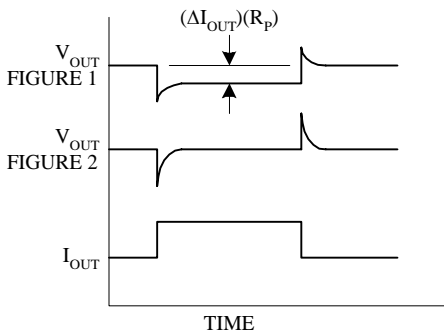 (ΔI_OUT)(R_P)
V_OUT
FIGURE 1
V_OUT
FIGURE 2
I_OUT
TIME